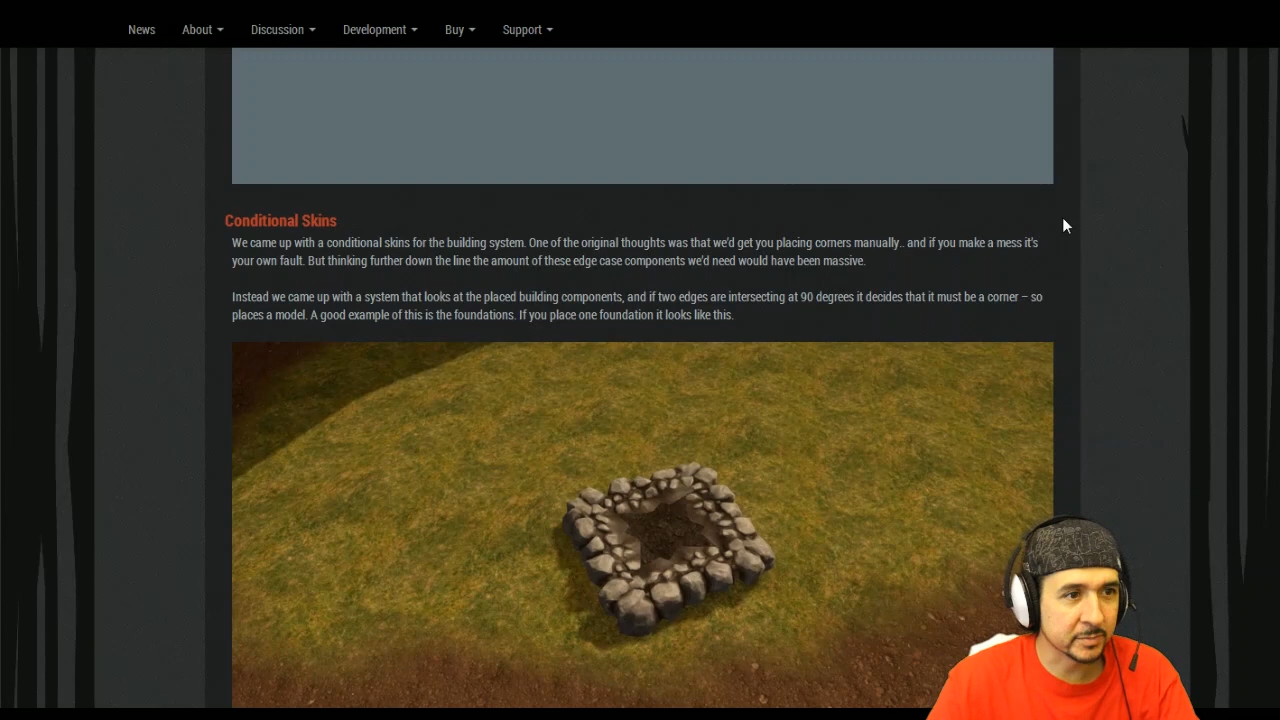 News About Discussion Development Buy Support
Conditional Skins
We came up with a conditional skins for the building system. One of the original thoughts was that we'd get you placing corners manually.. and if you make a mess it's
your own fault. But thinking further down the line the amount of these edge case components we'd need would have been massive.
Instead we came up with a system that looks at the placed building components, and if two edges are intersecting at 90 degrees it decides that it must be a corner – so
places a model. A good example of this is the foundations. If you place one foundation it looks like this.